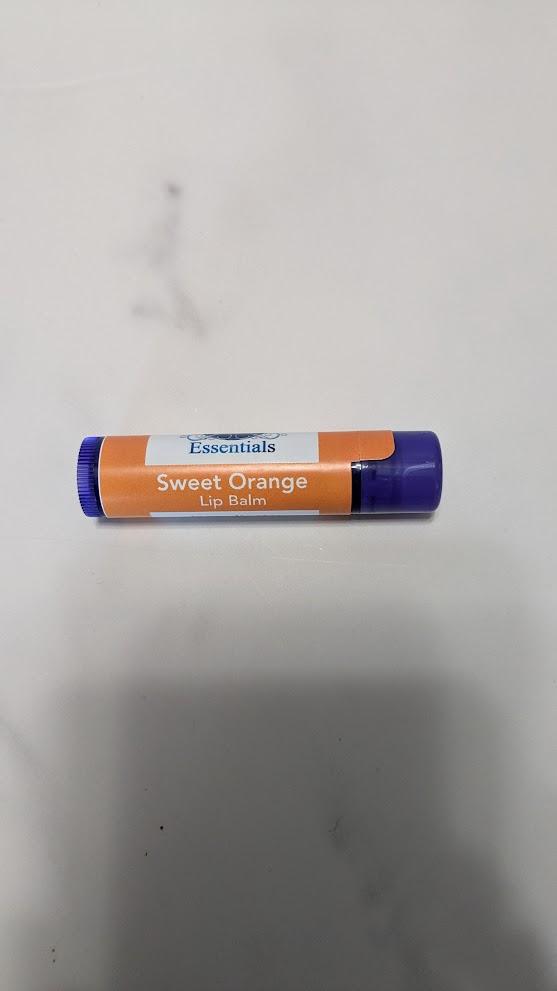 Essentials
Sweet Orange
Lip Balm